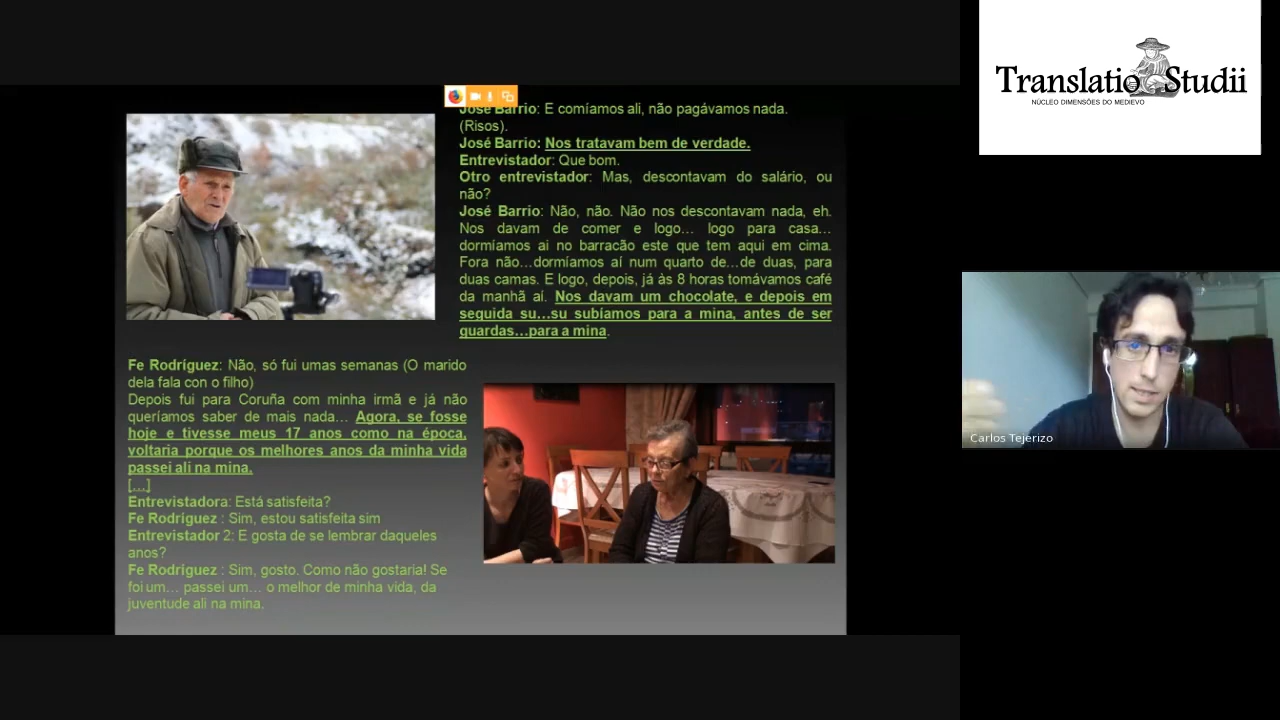 José Barrio: E comíamos ali, não pagávamos nada.
(Risos).
José Barrio: Nos tratavam bem de verdade.
Entrevistador: Que bom.
Otro entrevistador: Mas, descontavam do salário, ou
não?
José Barrio: Não, não. Não nos descontavam nada, eh.
Nos davam de comer e logo… logo para casa…
dormíamos ai no barracão este que tem aqui em cima.
Fora não…dormíamos aí num quarto de…de duas, para
duas camas. E logo, depois, já às 8 horas tomávamos café
da manhã aí. Nos davam um chocolate, e depois em
seguida su…su subíamos para a mina, antes de ser
guardas…para a mina.
Fe Rodríguez: Não, só fui umas semanas (O marido
dela fala con o filho)
Depois fui para Coruña com minha irmã e já não
queríamos saber de mais nada… Agora, se fosse
hoje e tivesse meus 17 anos como na época,
voltaria porque os melhores anos da minha vida
passei ali na mina.
[…]
Entrevistadora: Está satisfeita?
Fe Rodríguez : Sim, estou satisfeita sim
Entrevistador 2: E gosta de se lembrar daqueles
anos?
Fe Rodríguez : Sim, gosto. Como não gostaria! Se
foi um… passei um… o melhor de minha vida, da
juventude ali na mina.
Translatio Studii
NÚCLEO DIMENSÕES DO MEDIEVO
Carlos Tejerizo